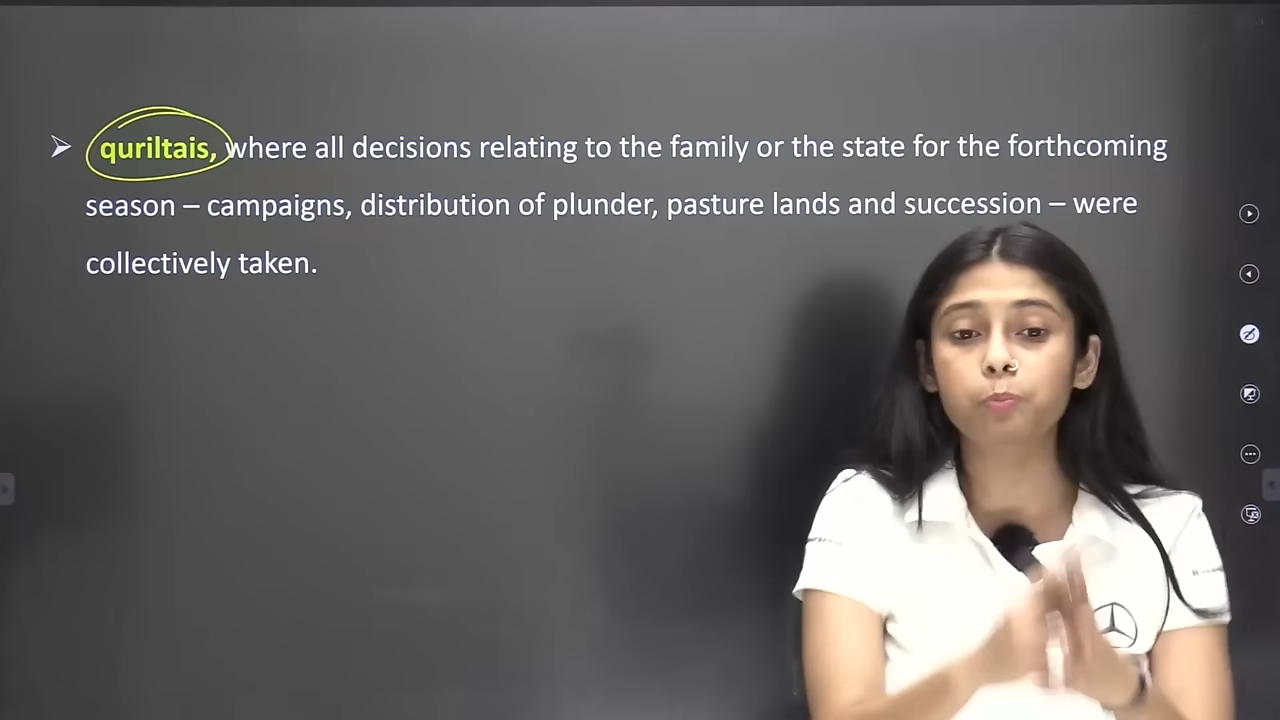 quriltais, where all decisions relating to the family or the state for the forthcoming
season – campaigns, distribution of plunder, pasture lands and succession – were
collectively taken.